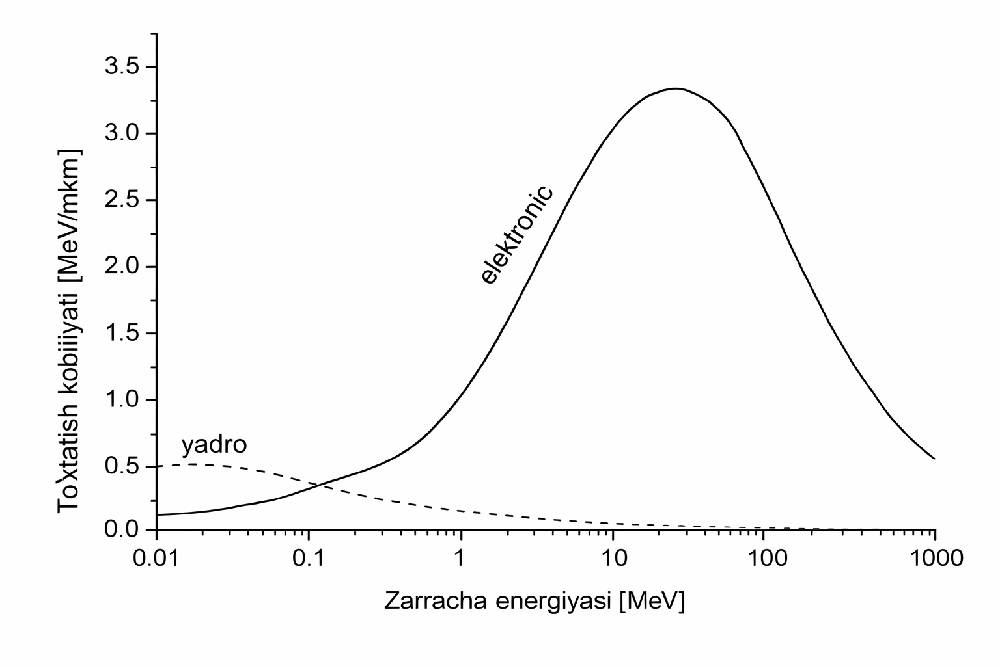 3.5
3.0
2.5
2.0
1.5
1.0
0.5
0.0
To`xtatish kobiiiyati [MeV/mkm]
elektronic
yadro
0.01 0.1 1 10 100 1000
Zarracha energiyasi [MeV]